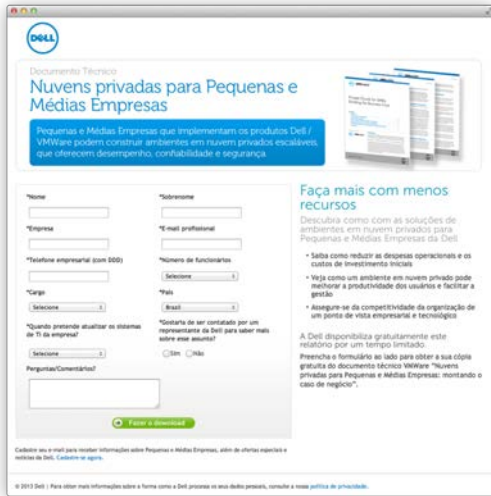 DELL
Documento Técnico
Nuvens privadas para Pequenas e
Médias Empresas
Pequenas e Médias Empresas que implementam os produtos Dell /
VMWare podem construir ambientes em nuvem privados escaláveis,
que oferecem desempenho, confiabilidade e segurança.
*Nome
*Sobrenome
*Empresa
*E-mail profissional
*Telefone empresarial (com DDD)
*Número de funcionários
Selecione
*Cargo
*País
Selecione
Brazil
*Quando pretende atualizar os sistemas
de TI da empresa?
*Gostaria de ser contatado por um
representante da Dell para saber mais
sobre esse assunto?
Selecione
Sim
Não
Perguntas/Comentários?
Fazer o download
Faça mais com menos
recursos
Descubra como com as soluções de
ambientes em nuvem privados para
Pequenas e Médias Empresas da Dell
• Saiba como reduzir as despesas operacionais e os
custos de investimento iniciais
• Veja como um ambiente em nuvem privado pode
melhorar a produtividade dos usuários e facilitar a
gestão
• Assegure-se da competitividade da organização de
um ponto de vista empresarial e tecnológico
A Dell disponibiliza gratuitamente este
relatório por um tempo limitado.
Preencha o formulário ao lado para obter a sua cópia
gratuita do documento técnico VMWare "Nuvens
privadas para Pequenas e Médias Empresas: montando o
caso de negócio".
Cadastre seu e-mail para receber informações sobre Pequenas e Médias Empresas, além de ofertas especiais e
notícias da Dell. Cadastre-se agora.
© 2013 Dell | Para obter mais informações sobre a forma como a Dell processa os seus dados pessoais, consulte a nossa política de privacidade.